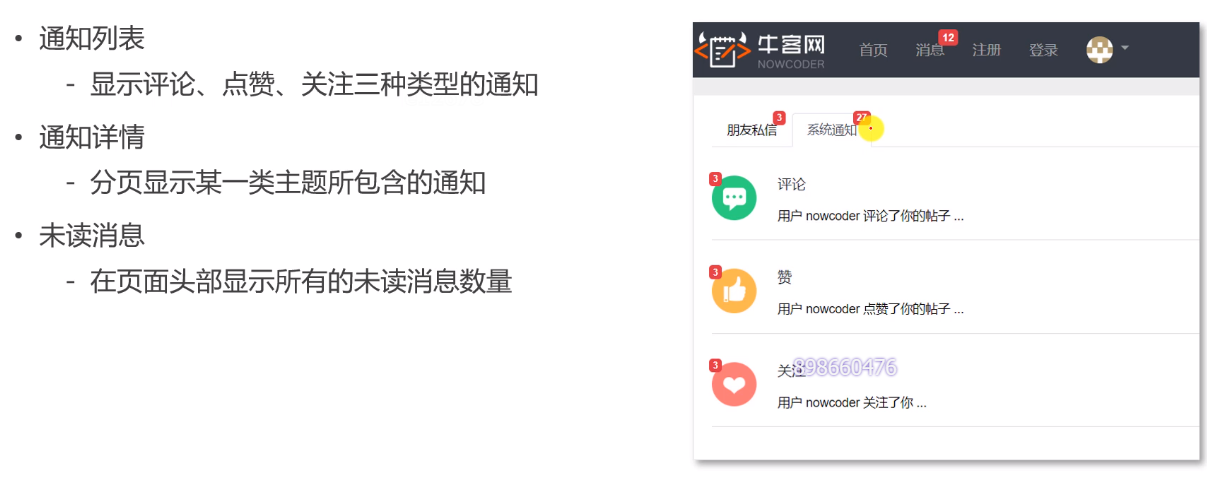 • 通知列表
- 显示评论、点赞、关注三种类型的通知
• 通知详情
- 分页显示某一类主题所包含的通知
• 未读消息
- 在页面头部显示所有的未读消息数量
牛客网
NOWCODER
首页 消息 12 注册 登录
朋友私信 3 系统通知 27
3 评论
用户 nowcoder 评论了你的帖子 ...
3 赞
用户 nowcoder 点赞了你的帖子 ...
3 关注
898660476
用户 nowcoder 关注了你 ...